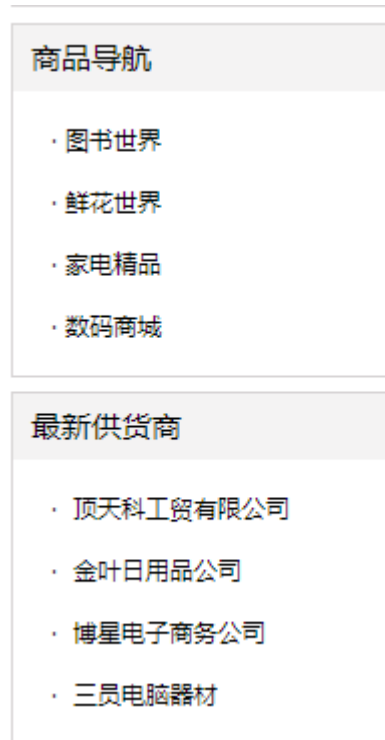 商品导航
· 图书世界
· 鲜花世界
· 家电精品
· 数码商城
最新供货商
· 顶天科工贸有限公司
· 金叶日用品公司
· 博星电子商务公司
· 三员电脑器材